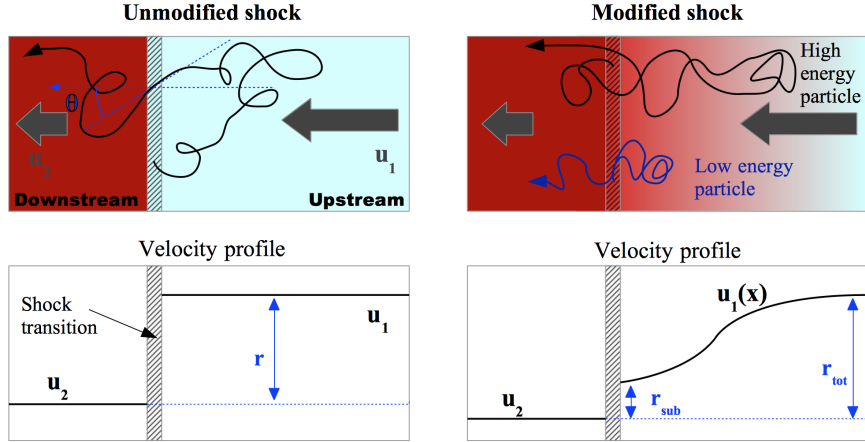 Unmodified shock
Θ
u2
u1
Downstream
Upstream
Modified shock
High
energy
particle
Low energy
particle
Velocity profile
Shock
transition
u1
r
u2
Velocity profile
u1(x)
rtot
rsub
u2